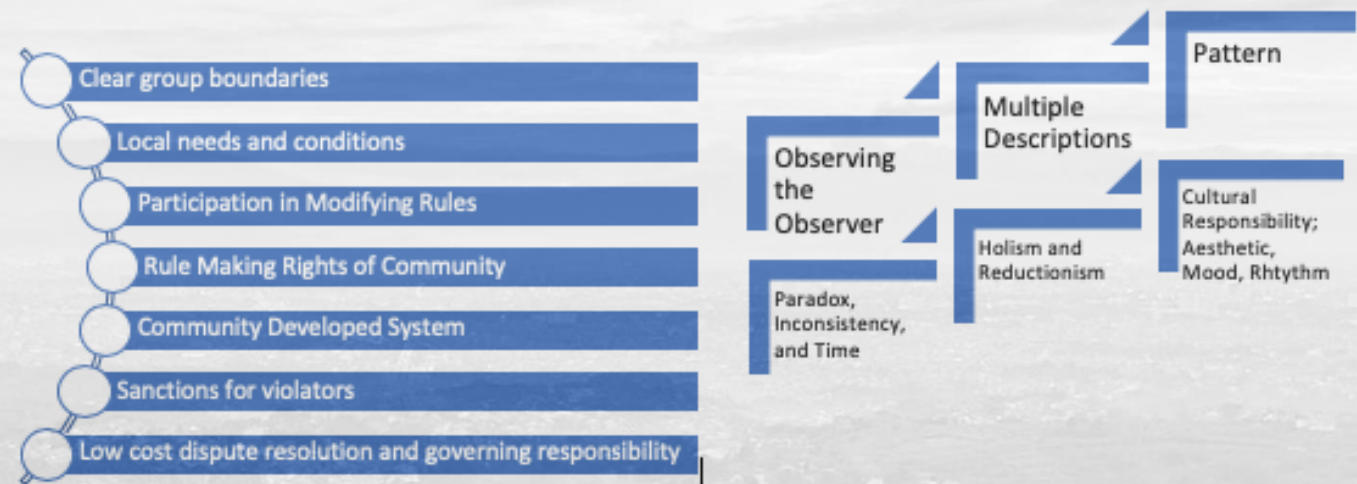 Clear group boundaries
Local needs and conditions
Participation in Modifying Rules
Rule Making Rights of Community
Community Developed System
Sanctions for violators
Low cost dispute resolution and governing responsibility
Observing
the
Observer
Multiple
Descriptions
Pattern
Paradox,
Inconsistency,
and Time
Holism and
Reductionism
Cultural
Responsibility;
Aesthetic,
Mood, Rhtythm